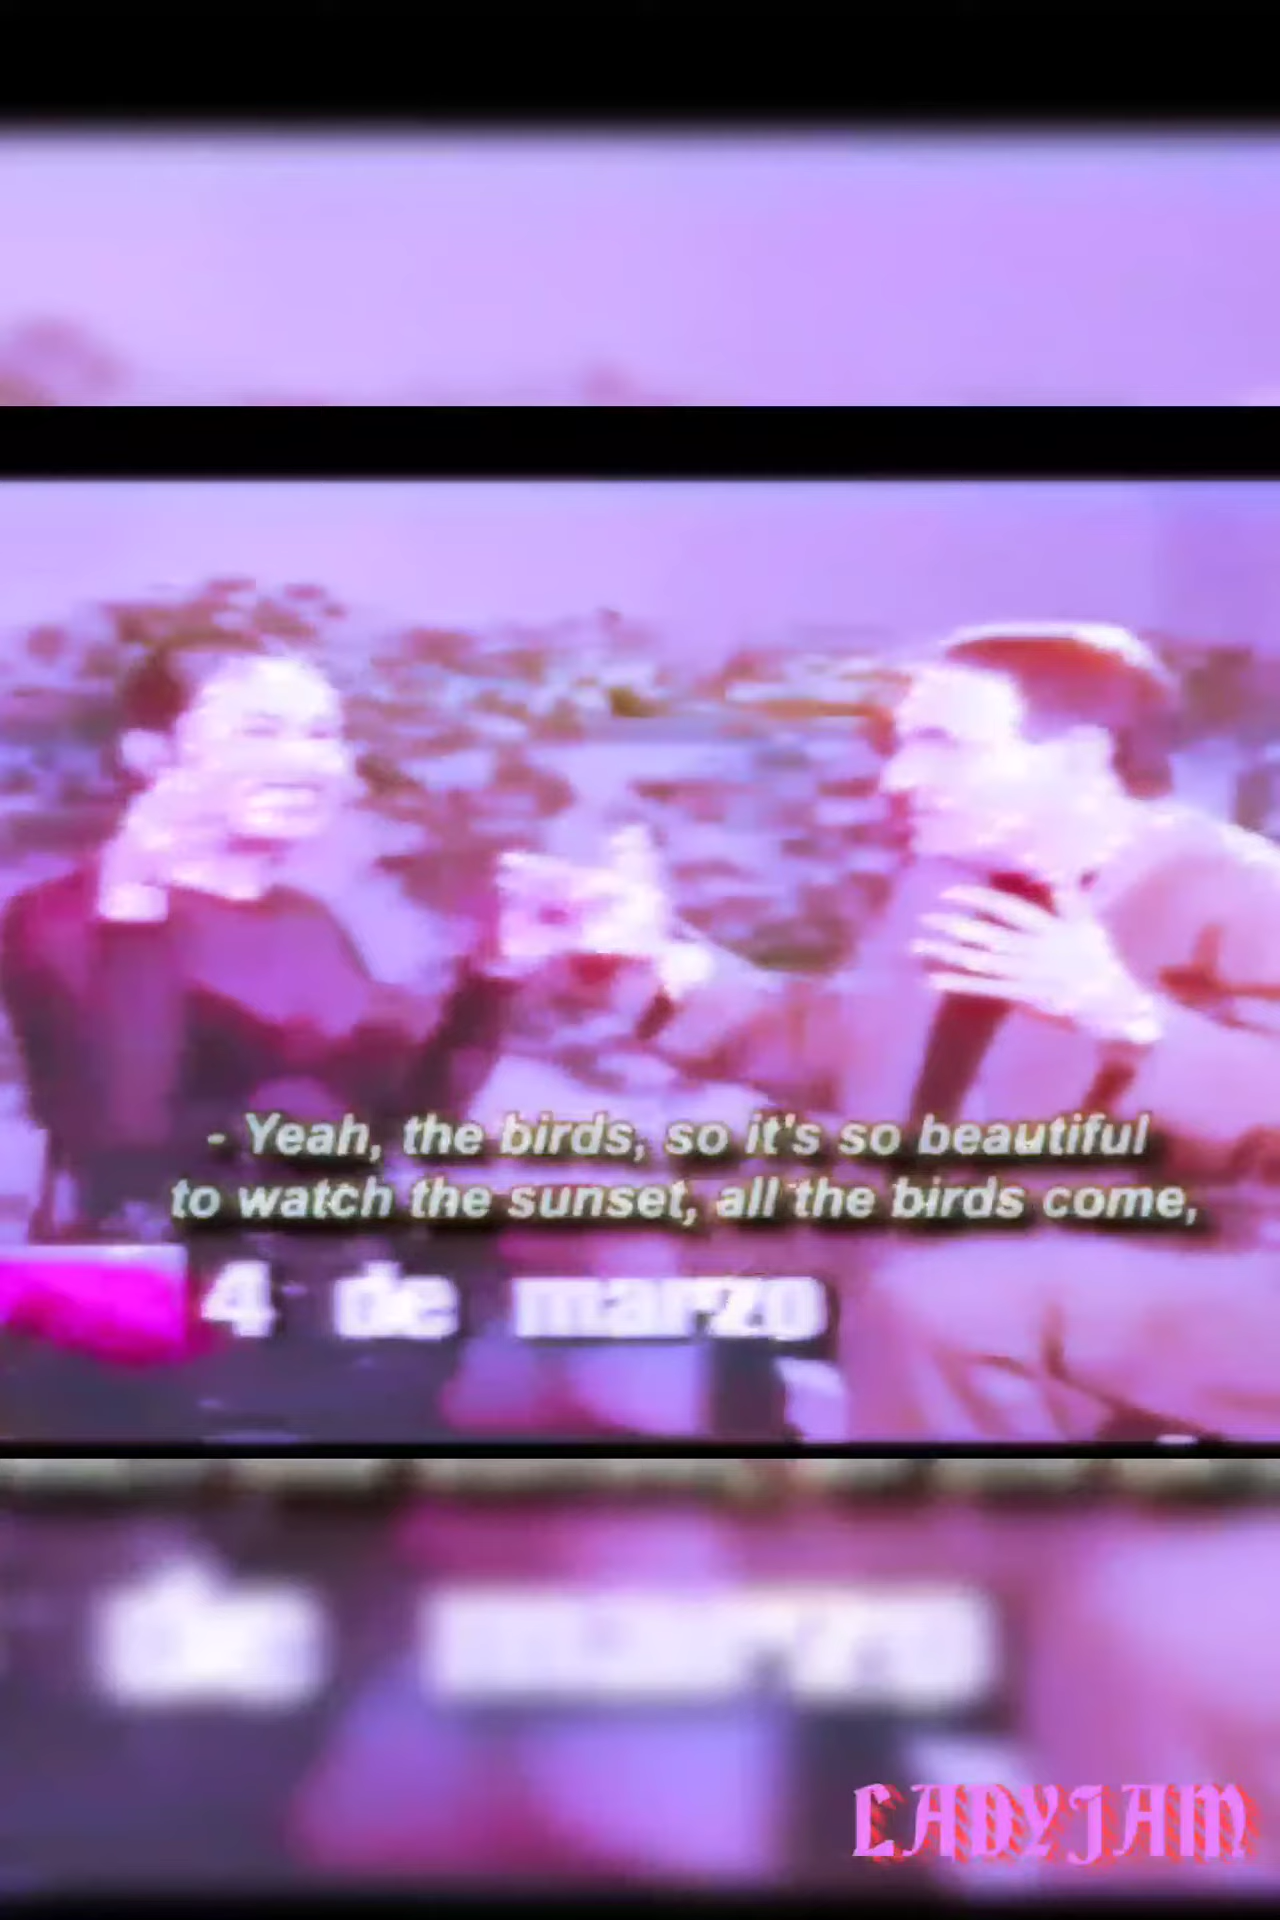 - Yeah, the birds, so it's so beautiful
to watch the sunset, all the birds come,
4 de marzo
de marzo
LADYJAM